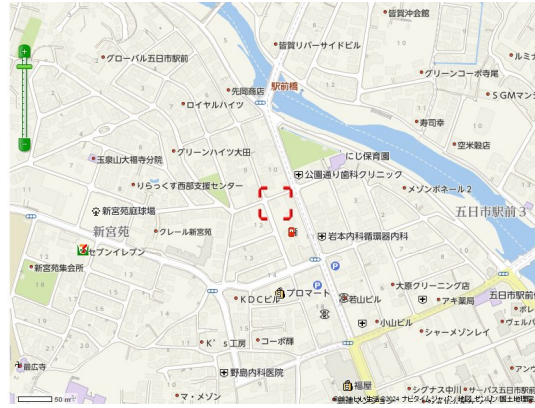 皆賀沖会館
皆賀リバーサイドビル
グローバル五日市駅前
グリーンコーポ寺尾
先岡商店
駅前橋
ロイヤルハイツ
寿司幸
グリーンハイツ大田
にじ保育園
空米穀店
玉泉山大福寺分院
公園通り歯科クリニック
りらっくす西部支援センター
メゾンボネール2
五日市駅前3
新宮苑庭球場
新宮苑
クレール新宮苑
岩本内科循環器内科
セブンイレブン
新宮苑集会所
大原クリーニング店
プロマート
KDCビル
若山ビル
アキ薬局
小山ビル
シャーメゾンレイ
K's工房
コーポ輝
最広寺
野島内科医院
福屋
マ・メゾン
シグナス中川
サーパス五日市駅前
50 m